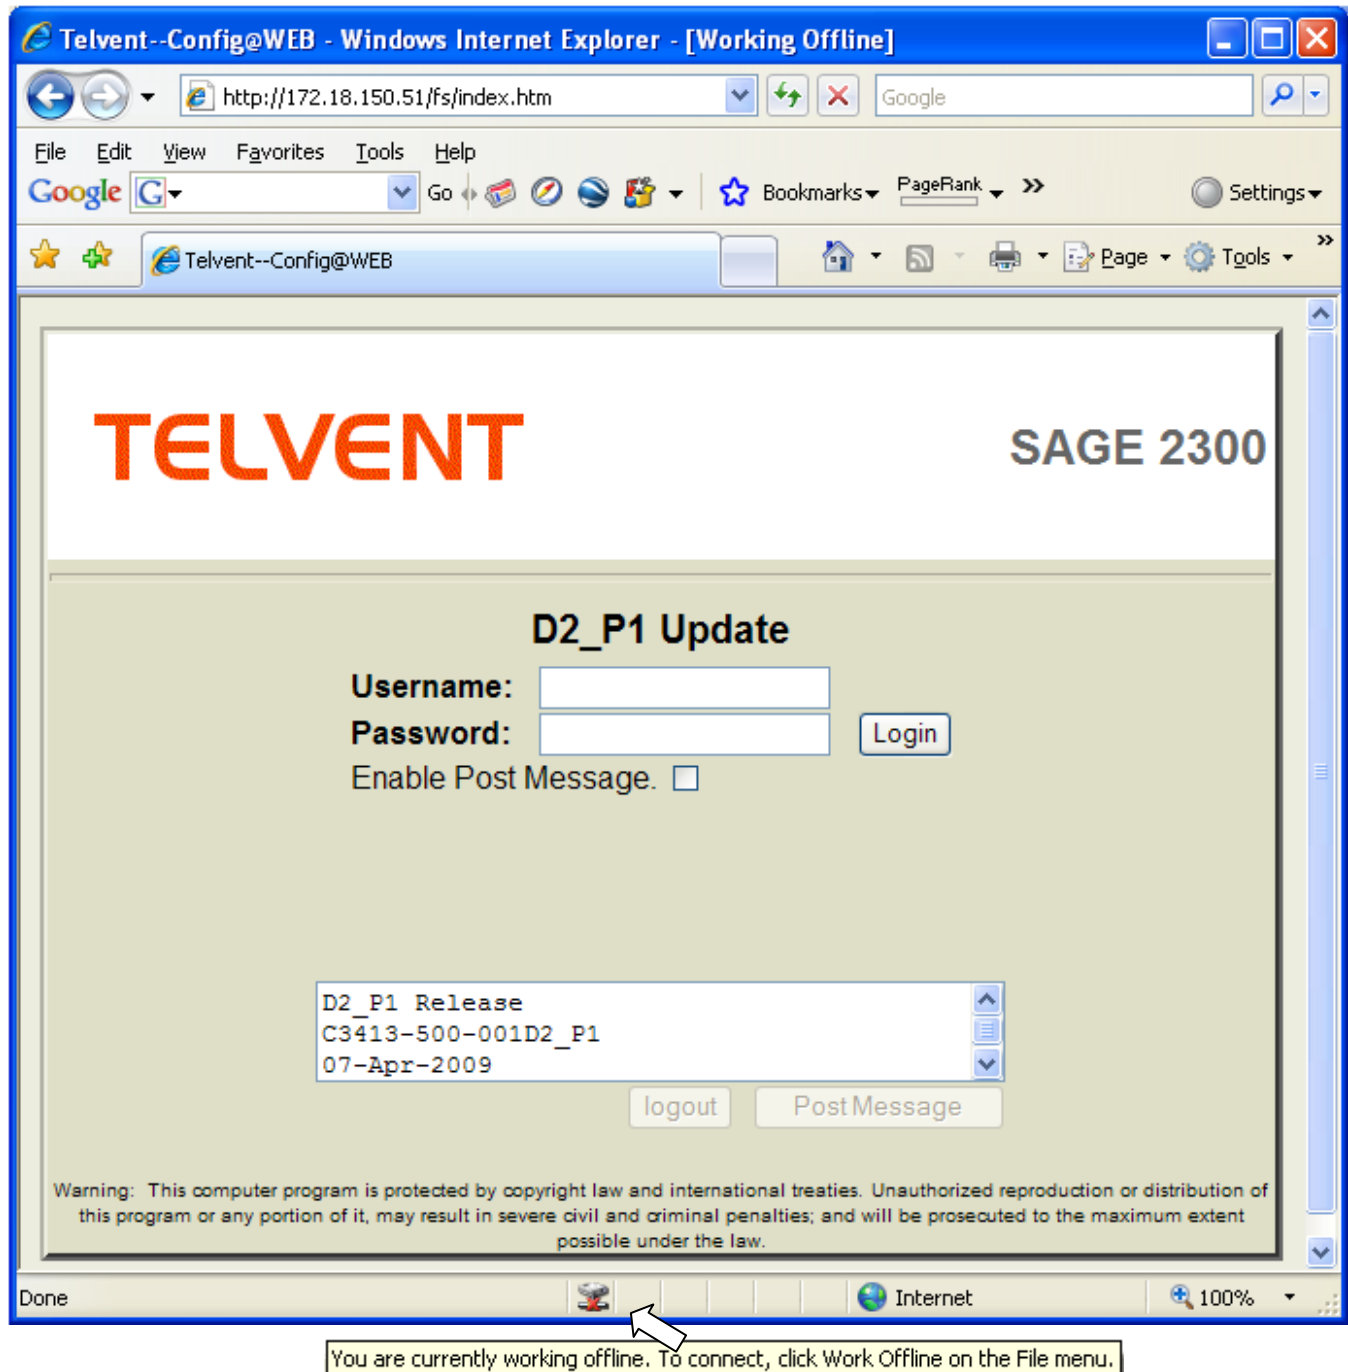 Telvent--Config@WEB - Windows Internet Explorer - [Working Offline]
http://172.18.150.51/fs/index.htm
Google
File Edit View Favorites Tools Help
Google G Go Bookmarks PageRank >> Settings
Telvent--Config@WEB
Page Tools >>
TELVENT
SAGE 2300
D2_P1 Update
Username:
Password:
Login
Enable Post Message.
D2_P1 Release
C3413-500-001D2_P1
07-Apr-2009
logout
Post Message
Warning: This computer program is protected by copyright law and international treaties. Unauthorized reproduction or distribution of
this program or any portion of it, may result in severe civil and criminal penalties; and will be prosecuted to the maximum extent
possible under the law.
Done
Internet
100%
You are currently working offline. To connect, click Work Offline on the File menu.